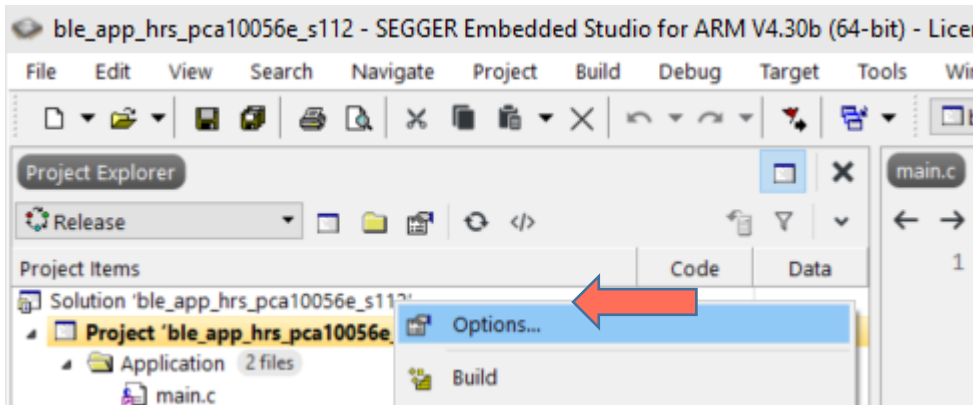 ble_app_hrs_pca10056e_s112 - SEGGER Embedded Studio for ARM V4.30b (64-bit) -
File Edit View Search Navigate Project Build Debug Target Tools
Project Explorer
main.c
Release
Project Items Code Data
1
Solution 'ble_app_hrs_pca10056e_s112'
Project 'ble_app_hrs_pca10056e_
Options...
Application 2 files
Build
main.c